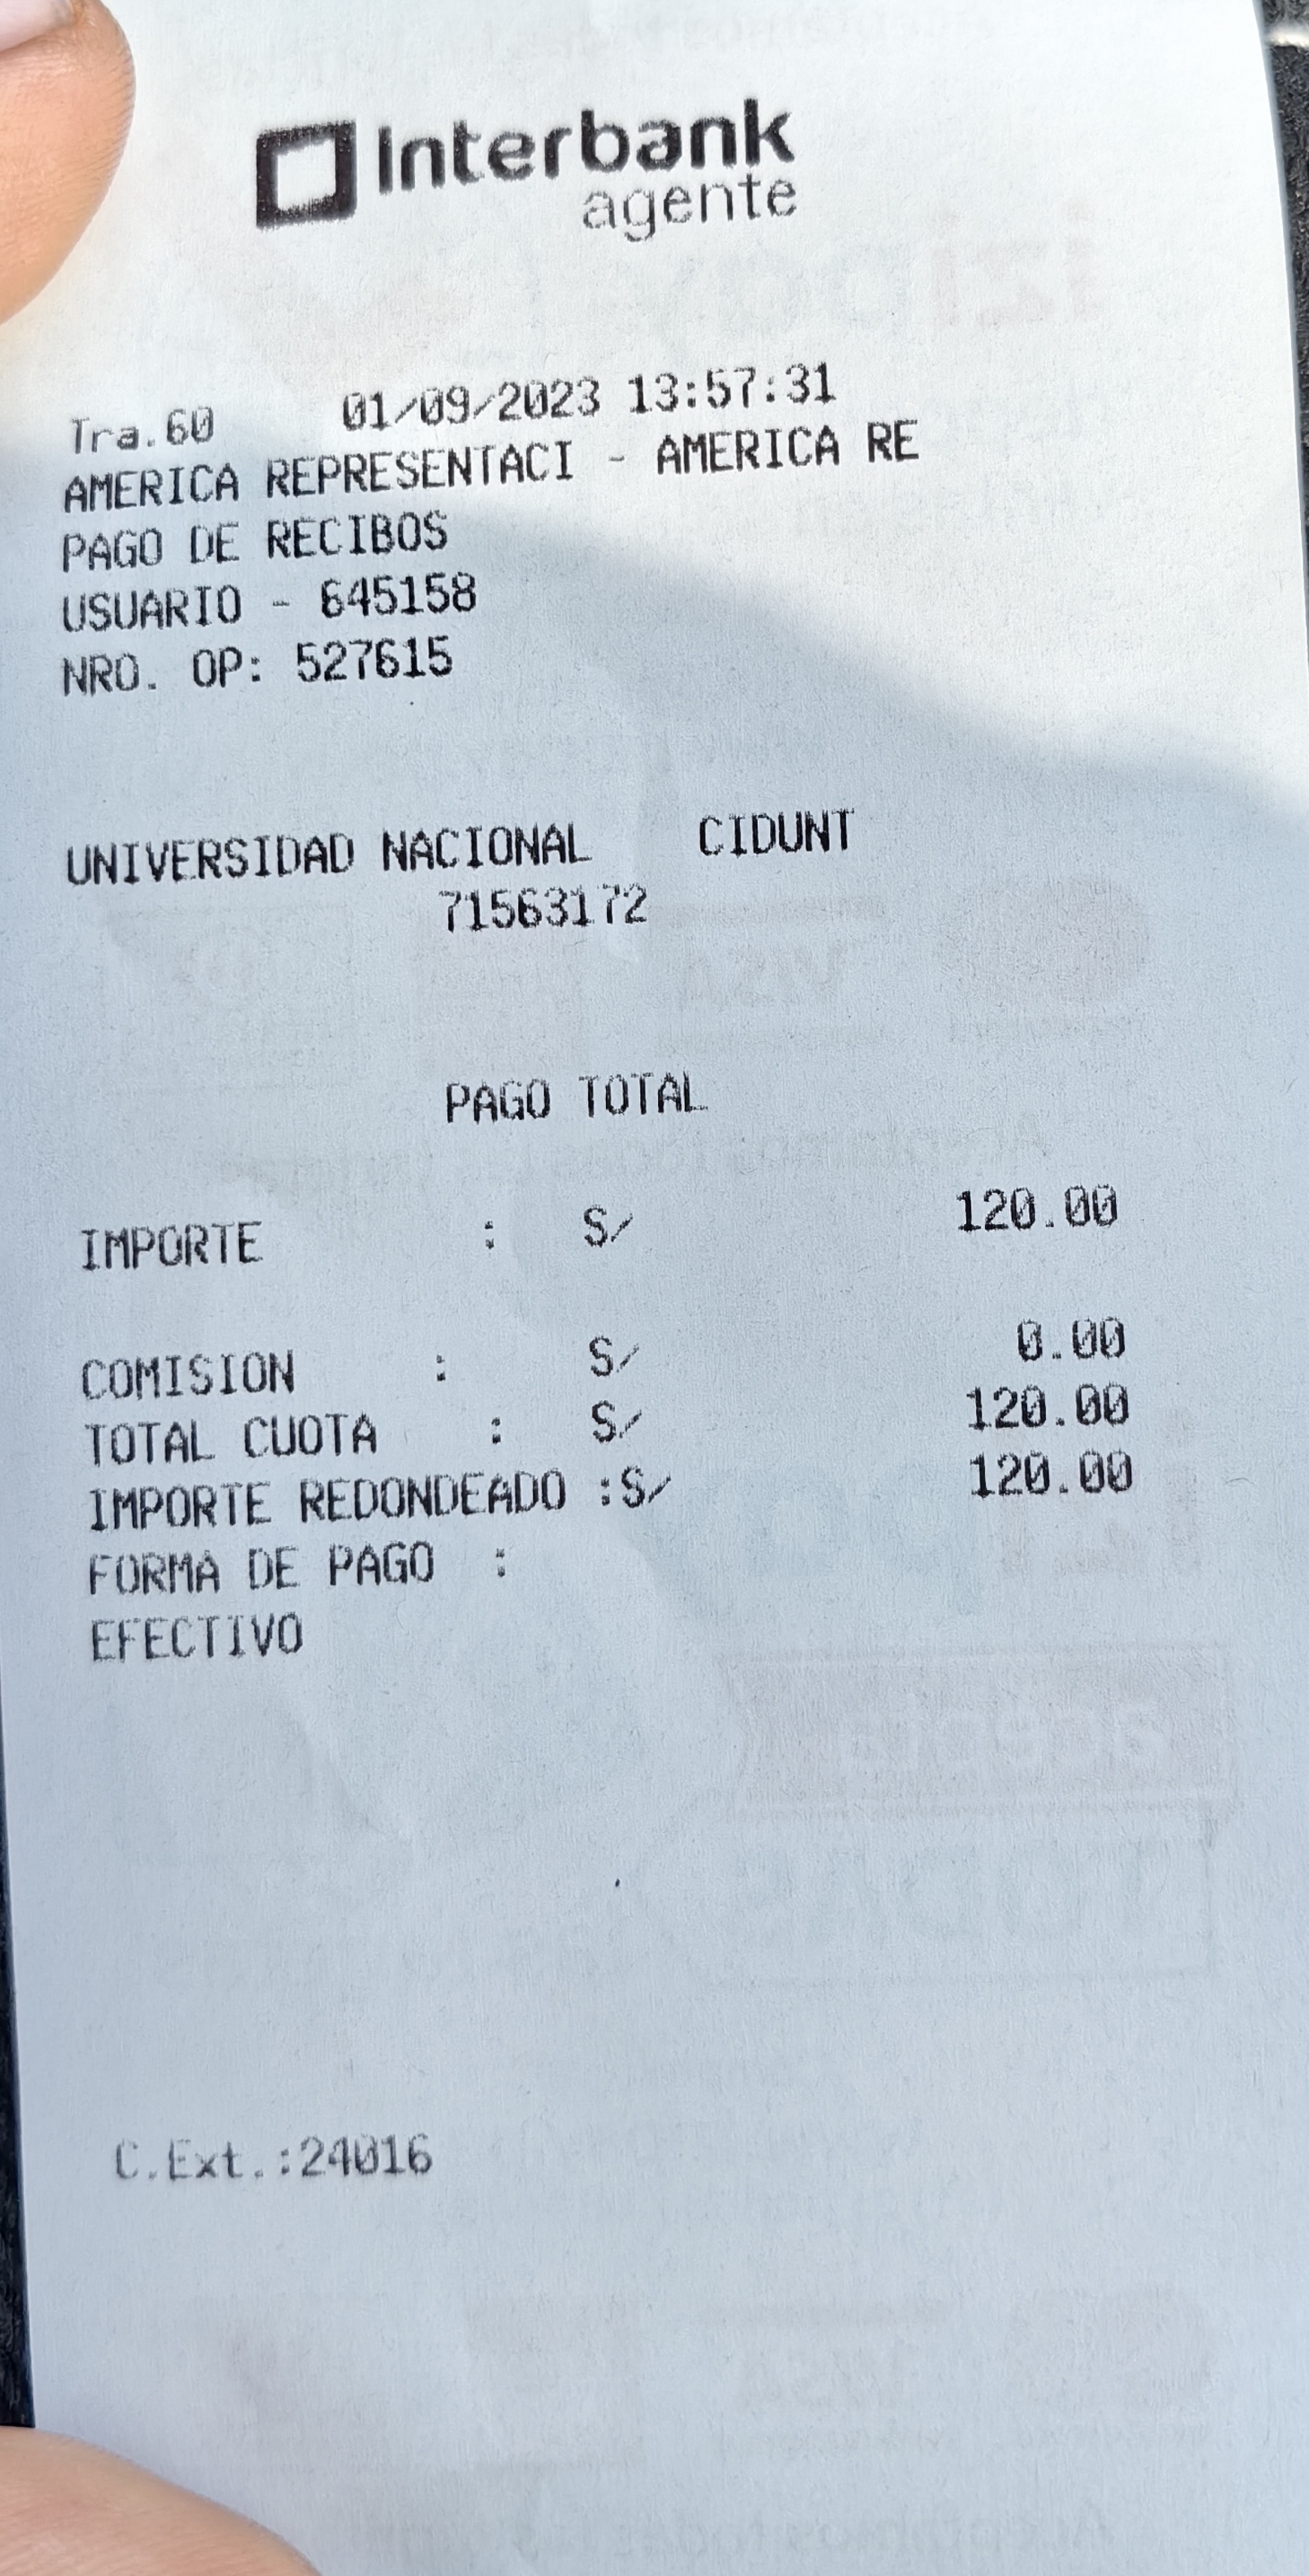 Interbank
agente
Tra.60 01/09/2023 13:57:31
AMERICA REPRESENTACI - AMERICA RE
PAGO DE RECIBOS
USUARIO - 645158
NRO. OP: 527615
UNIVERSIDAD NACIONAL CIDUNT
71563172
PAGO TOTAL
IMPORTE : S/ 120.00
COMISION : S/ 0.00
TOTAL CUOTA : S/ 120.00
IMPORTE REDONDEADO :S/ 120.00
FORMA DE PAGO :
EFECTIVO
C.Ext.:24016